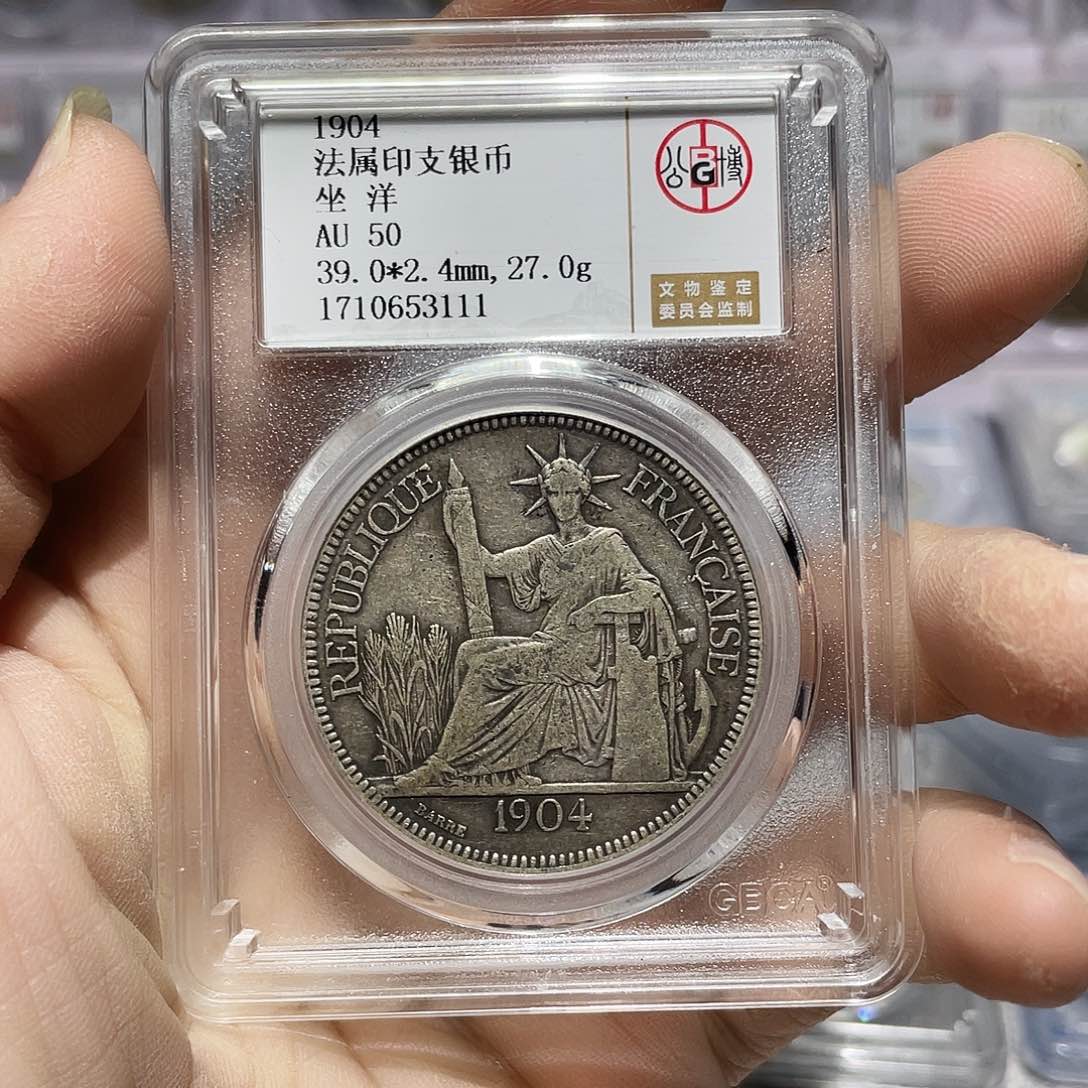 1904
法属印支银币
坐 洋
AU 50
39.0*2.4mm,27.0g
1710653111
公 BG 博
文物鉴定
委员会监制
REPUBLIQUE FRANÇAISE
BARRE
1904
GBCA®